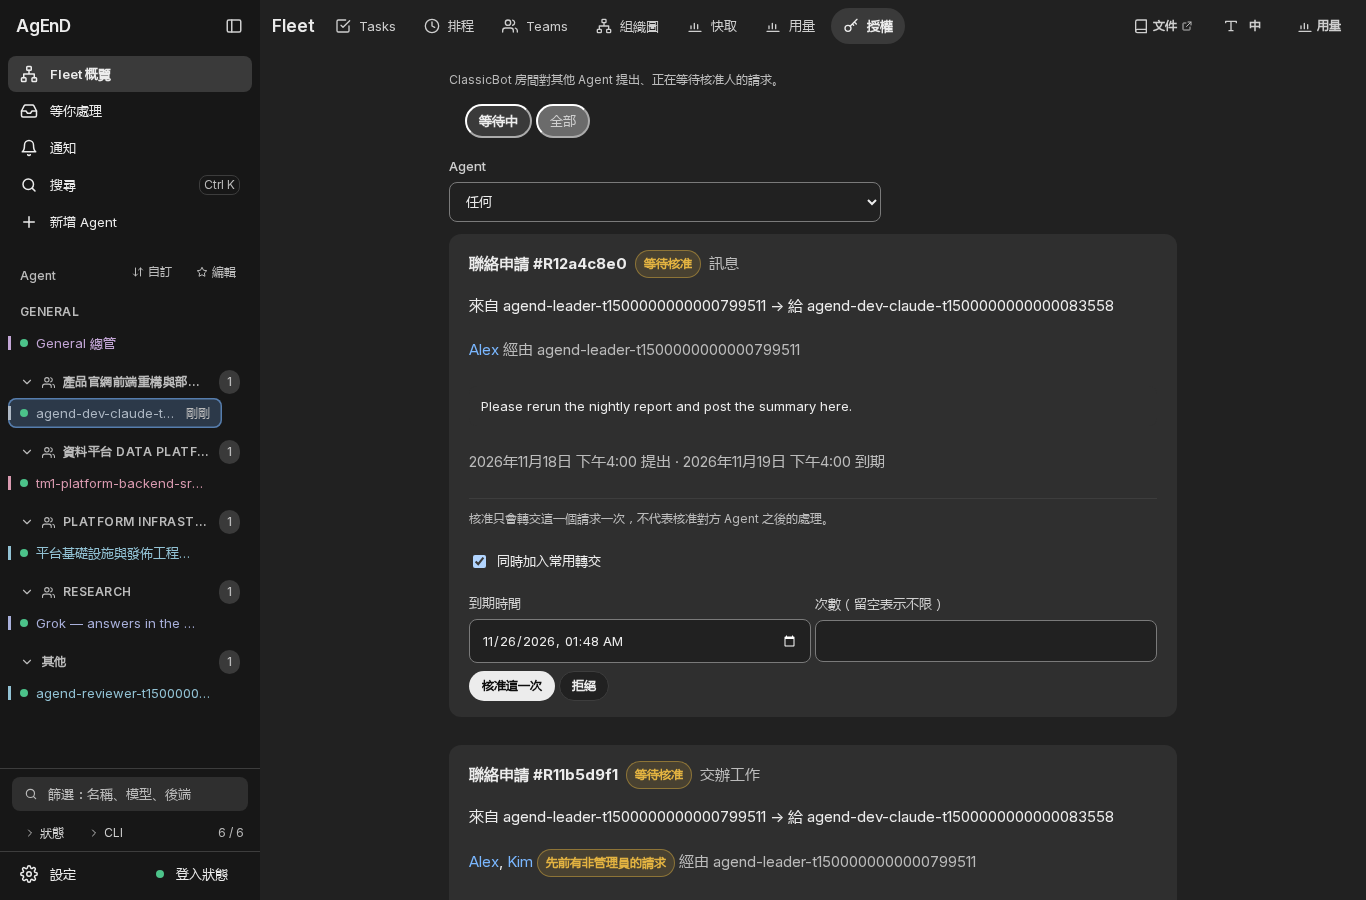 AgEnD
Fleet 概覽
等你處理
通知
搜尋 Ctrl K
新增 Agent
Agent 自訂 編輯
GENERAL
General 總管
產品官網前端重構與部… 1
agend-dev-claude-t… 剛剛
資料平台 DATA PLATF… 1
tm1-platform-backend-sr…
PLATFORM INFRAST… 1
平台基礎設施與發佈工程…
RESEARCH 1
Grok — answers in the …
其他 1
agend-reviewer-t1500000…
篩選：名稱、模型、後端
狀態 CLI 6 / 6
設定 登入狀態
Fleet Tasks 排程 Teams 組織圖 快取 用量 授權 文件 中 用量
ClassicBot 房間對其他 Agent 提出、正在等待核准人的請求。
等待中 全部
Agent
任何
聯絡申請 #R12a4c8e0 等待核准 訊息
來自 agend-leader-t1500000000000799511 → 給 agend-dev-claude-t1500000000000083558
Alex 經由 agend-leader-t1500000000000799511
Please rerun the nightly report and post the summary here.
2026年11月18日 下午4:00 提出 · 2026年11月19日 下午4:00 到期
核准只會轉交這一個請求一次，不代表核准對方 Agent 之後的處理。
同時加入常用轉交
到期時間 次數（留空表示不限）
11/26/2026, 01:48 AM
核准這一次 拒絕
聯絡申請 #R11b5d9f1 等待核准 交辦工作
來自 agend-leader-t1500000000000799511 → 給 agend-dev-claude-t1500000000000083558
Alex, Kim 先前有非管理員的請求 經由 agend-leader-t1500000000000799511